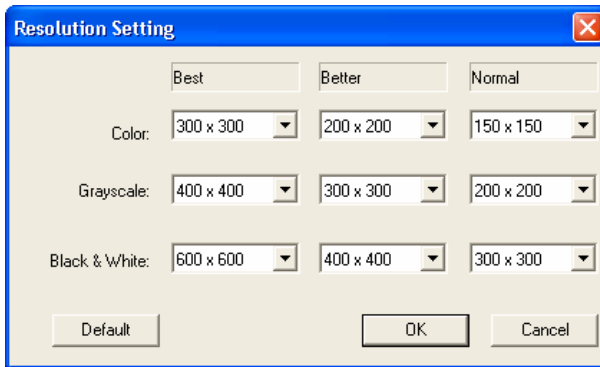 Resolution Setting
Best Better Normal
Color: 300 x 300 200 x 200 150 x 150
Grayscale: 400 x 400 300 x 300 200 x 200
Black & White: 600 x 600 400 x 400 300 x 300
Default OK Cancel